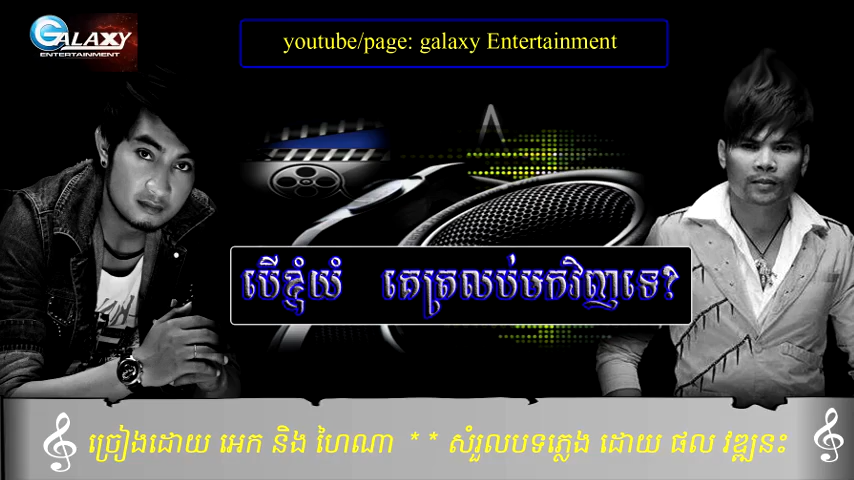 GALAXY
ENTERTAINMENT
youtube/page: galaxy Entertainment
បើខ្ញុំយំ គេត្រលប់មកវិញទេ?
ច្រៀងដោយ អេក និង ហៃណា ** សំរួលបទភ្លេង ដោយ ផល វឌ្ឍនះ